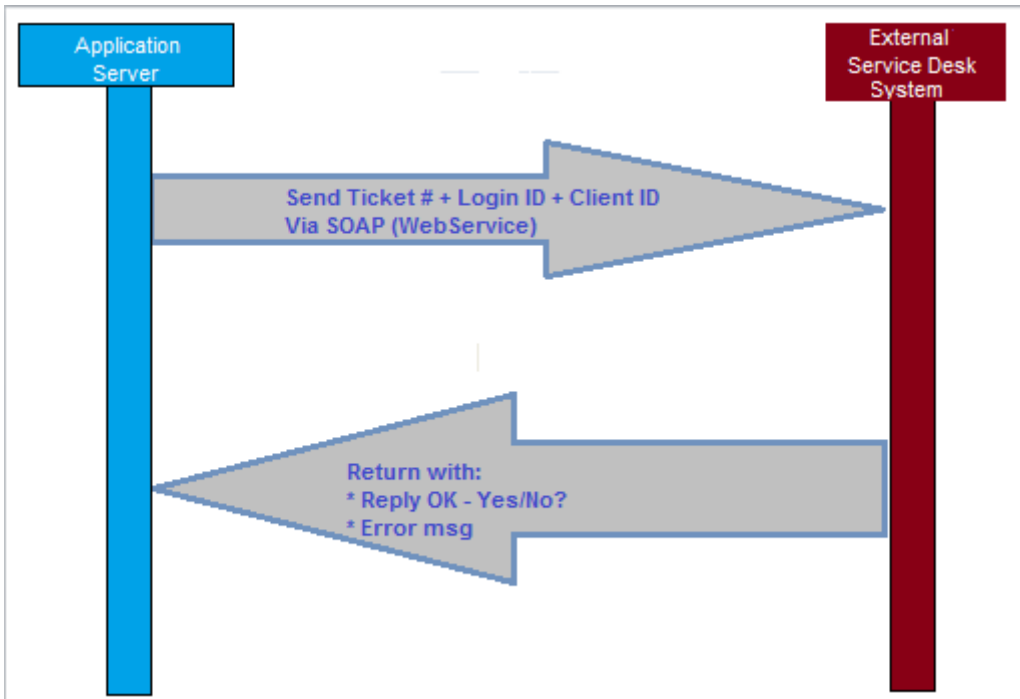 Application
Server
External
Service Desk
System
Send Ticket # + Login ID + Client ID
Via SOAP (WebService)
Return with:
* Reply OK - Yes/No?
* Error msg